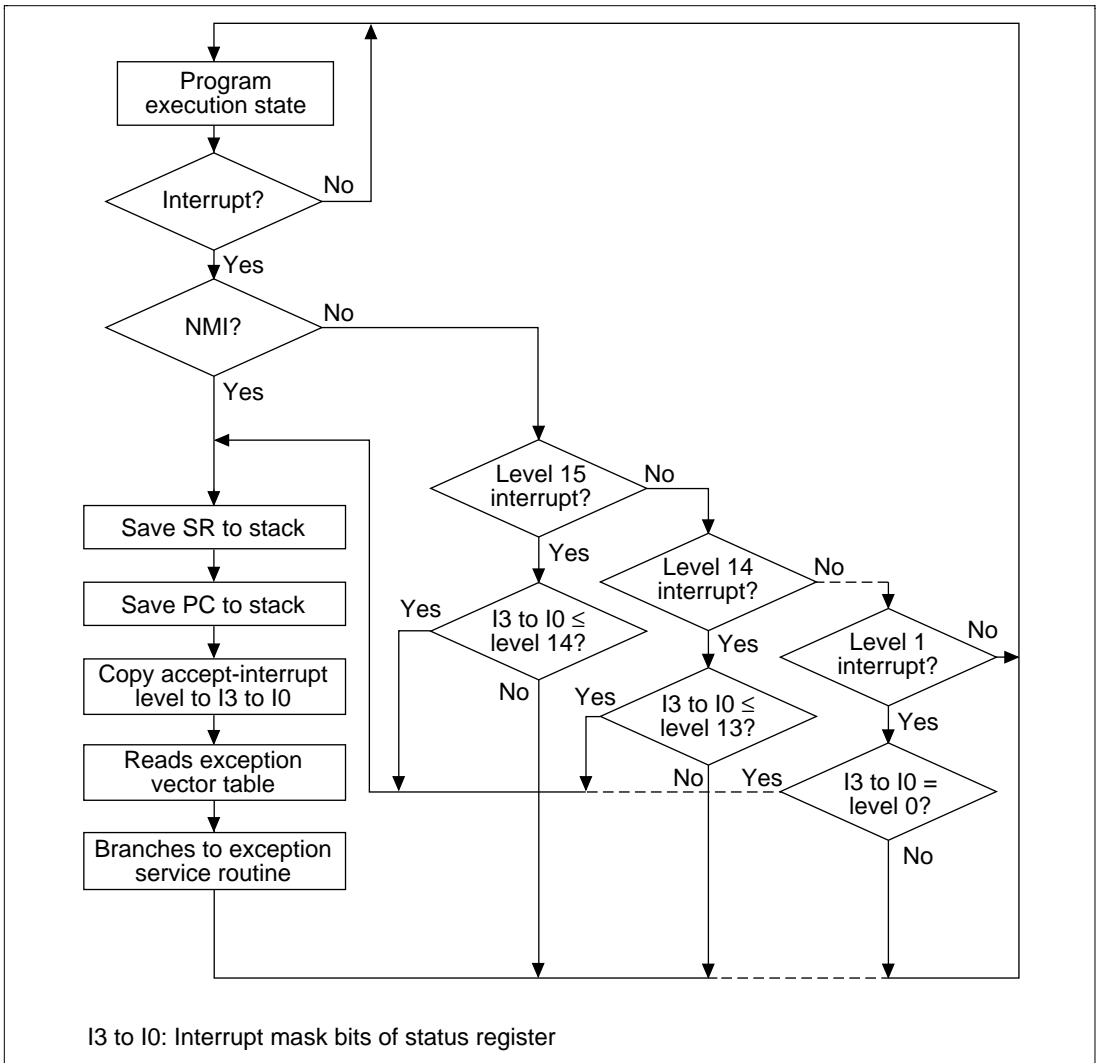 Program
execution state
Interrupt?
No
Yes
NMI?
No
Yes
Level 15
interrupt?
No
Yes
Level 14
interrupt?
No
Yes
Level 1
interrupt?
No
Yes
I3 to I0 ≤
level 14?
Yes
No
I3 to I0 ≤
level 13?
Yes
No
I3 to I0 =
level 0?
Yes
No
Save SR to stack
Save PC to stack
Copy accept-interrupt
level to I3 to I0
Reads exception
vector table
Branches to exception
service routine
I3 to I0: Interrupt mask bits of status register